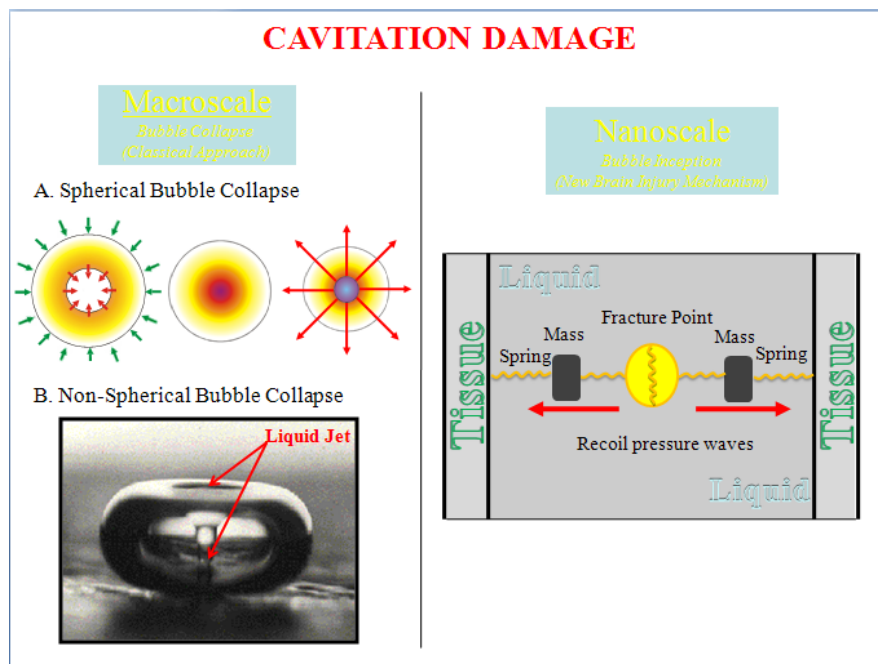 CAVITATION DAMAGE
Macroscale
Bubble Collapse
(Classical Approach)
A. Spherical Bubble Collapse
B. Non-Spherical Bubble Collapse
Liquid Jet
Nanoscale
Bubble Inception
(New Brain Injury Mechanism)
Liquid
Fracture Point
Mass
Mass
Spring
Spring
Tissue
Tissue
Recoil pressure waves
Liquid